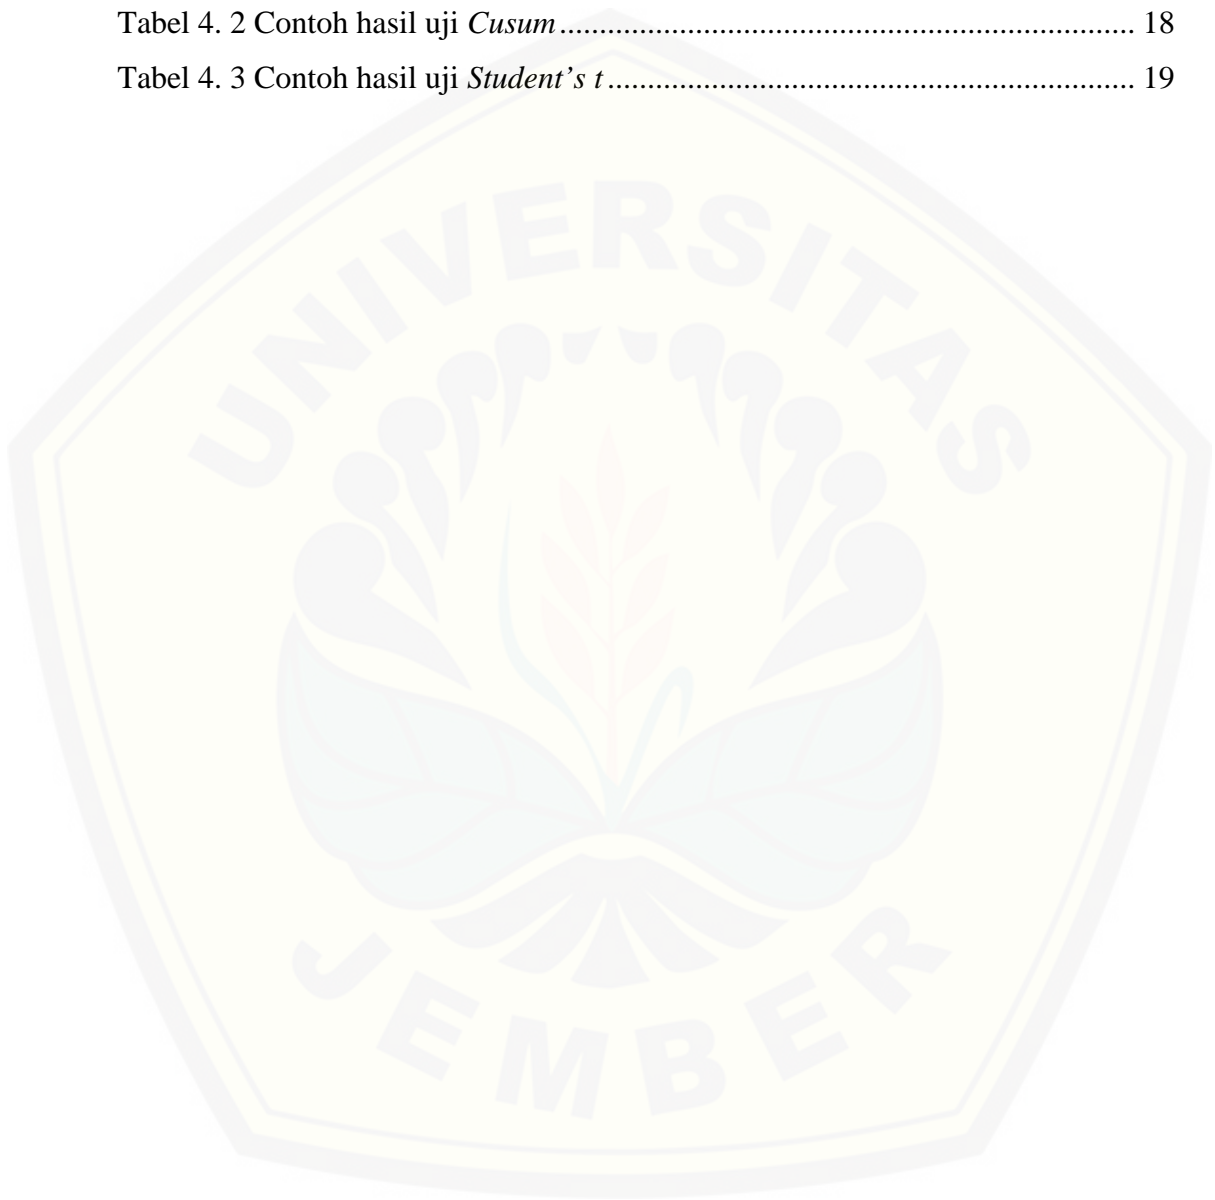 Tabel 4. 2 Contoh hasil uji Cusum ........................................................................ 18
Tabel 4. 3 Contoh hasil uji Student’s t .................................................................. 19
UNIVERSITAS
JEMBER